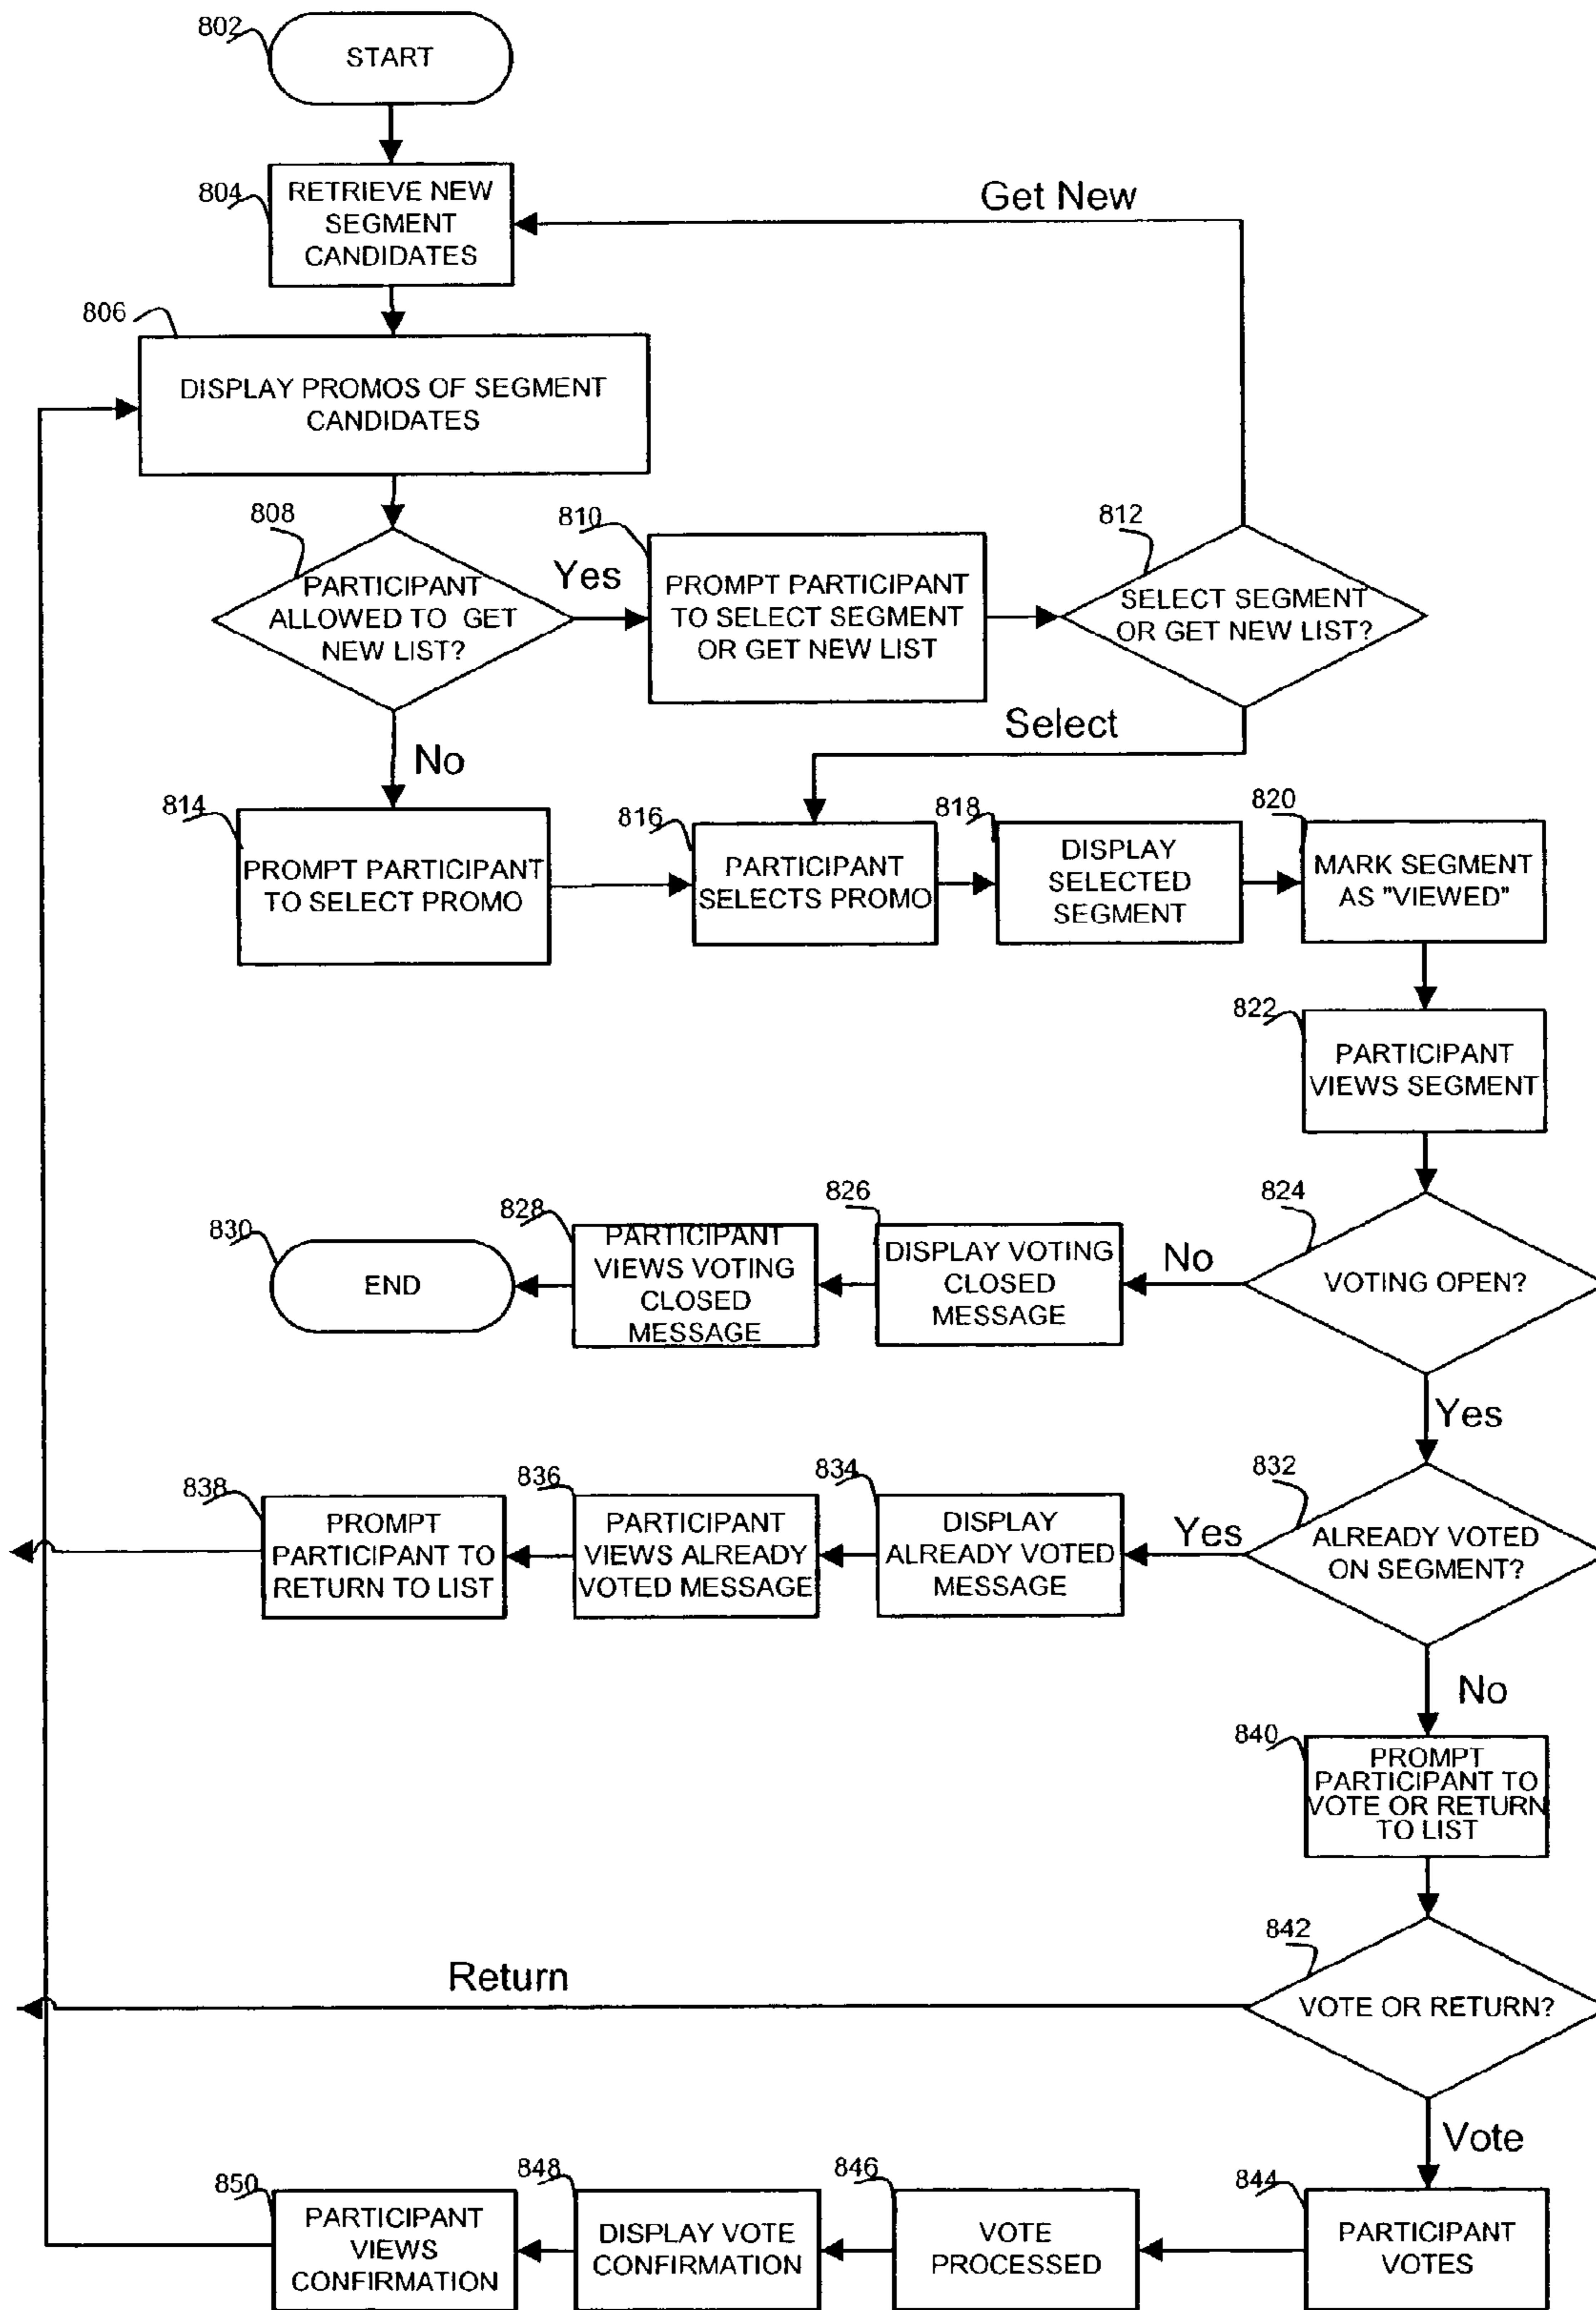 802
START
804
RETRIEVE NEW
SEGMENT
CANDIDATES
Get New
806
DISPLAY PROMOS OF SEGMENT
CANDIDATES
808
PARTICIPANT
ALLOWED TO GET
NEW LIST?
Yes
810
PROMPT PARTICIPANT
TO SELECT SEGMENT
OR GET NEW LIST
812
SELECT SEGMENT
OR GET NEW LIST?
Select
No
814
PROMPT PARTICIPANT
TO SELECT PROMO
816
PARTICIPANT
SELECTS PROMO
818
DISPLAY
SELECTED
SEGMENT
820
MARK SEGMENT
AS "VIEWED"
822
PARTICIPANT
VIEWS SEGMENT
824
VOTING OPEN?
No
826
DISPLAY VOTING
CLOSED
MESSAGE
828
PARTICIPANT
VIEWS VOTING
CLOSED
MESSAGE
830
END
Yes
832
ALREADY VOTED
ON SEGMENT?
Yes
834
DISPLAY
ALREADY VOTED
MESSAGE
836
PARTICIPANT
VIEWS ALREADY
VOTED MESSAGE
838
PROMPT
PARTICIPANT TO
RETURN TO LIST
No
840
PROMPT
PARTICIPANT TO
VOTE OR RETURN
TO LIST
842
VOTE OR RETURN?
Return
Vote
844
PARTICIPANT
VOTES
846
VOTE
PROCESSED
848
DISPLAY VOTE
CONFIRMATION
850
PARTICIPANT
VIEWS
CONFIRMATION